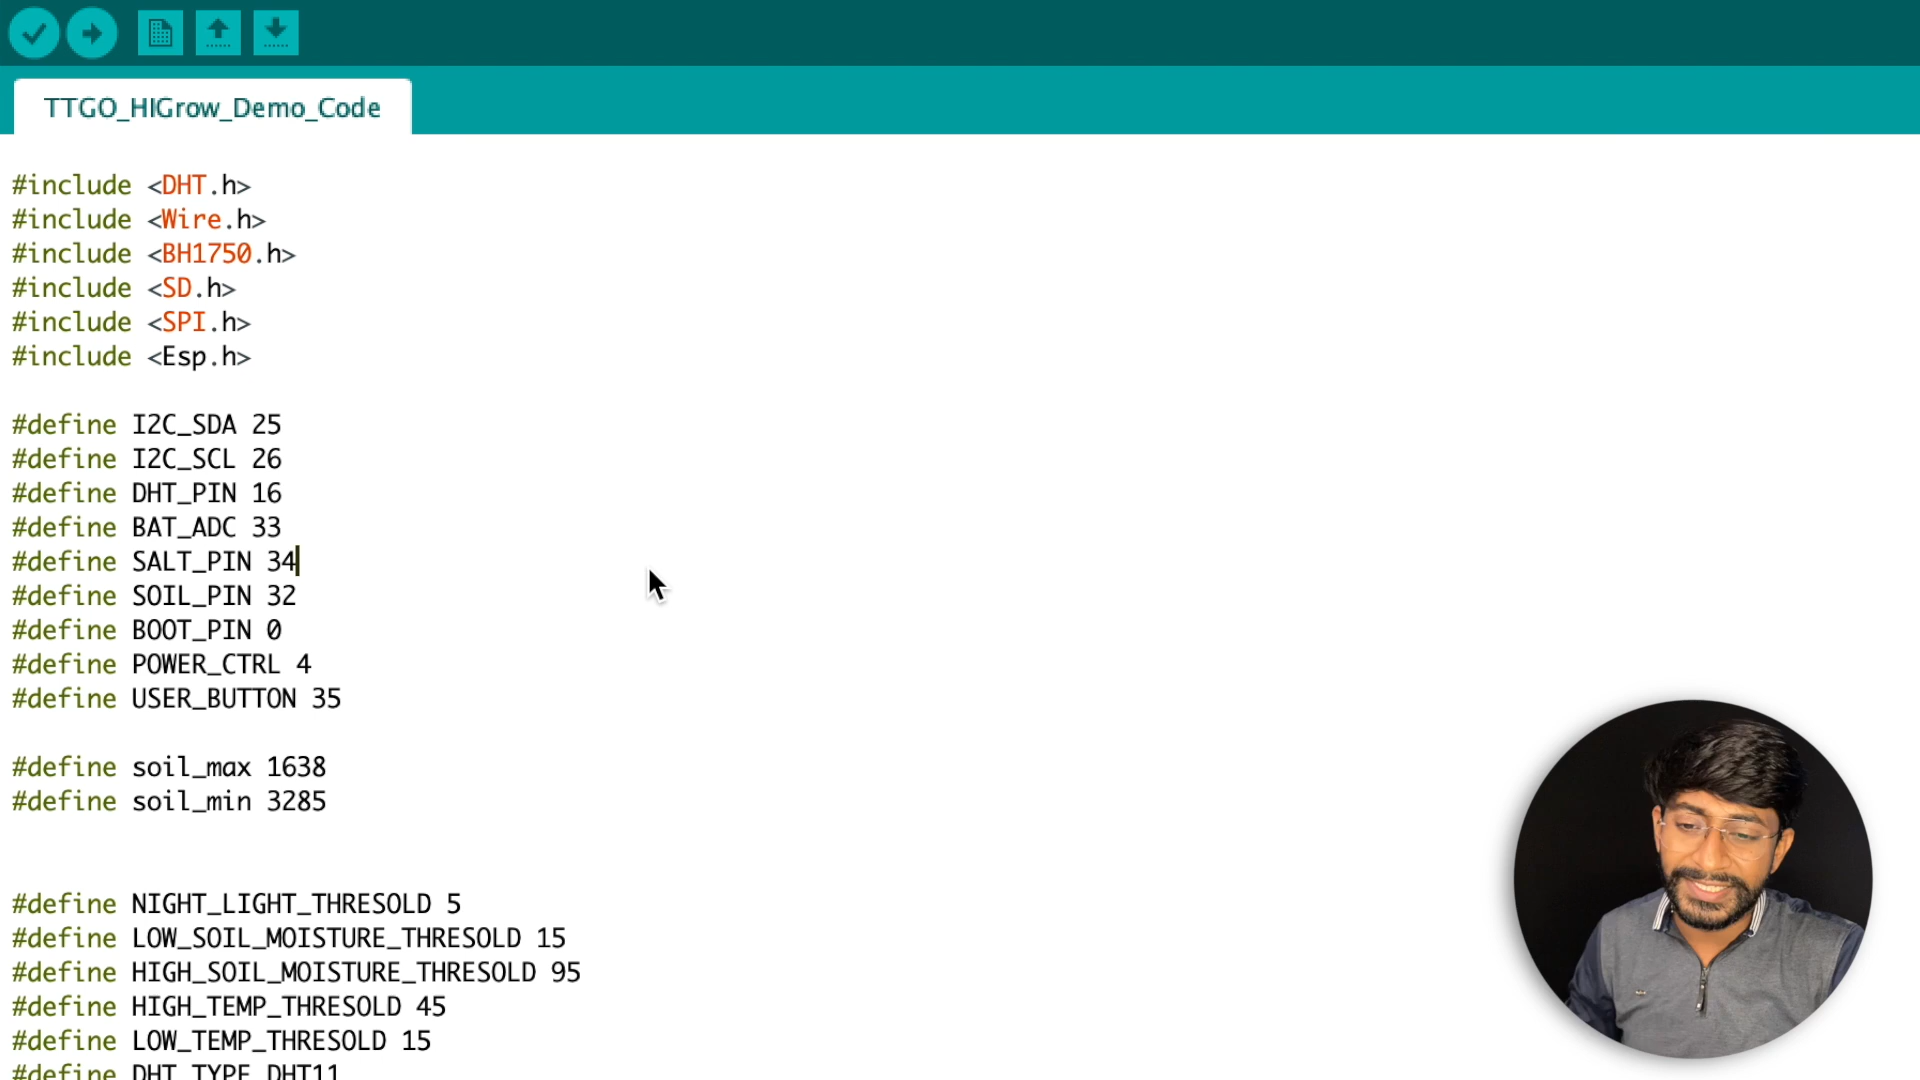 TTGO_HIGrow_Demo_Code
#include <DHT.h>
#include <Wire.h>
#include <BH1750.h>
#include <SD.h>
#include <SPI.h>
#include <Esp.h>
#define I2C_SDA 25
#define I2C_SCL 26
#define DHT_PIN 16
#define BAT_ADC 33
#define SALT_PIN 34
#define SOIL_PIN 32
#define BOOT_PIN 0
#define POWER_CTRL 4
#define USER_BUTTON 35
#define soil_max 1638
#define soil_min 3285
#define NIGHT_LIGHT_THRESOLD 5
#define LOW_SOIL_MOISTURE_THRESOLD 15
#define HIGH_SOIL_MOISTURE_THRESOLD 95
#define HIGH_TEMP_THRESOLD 45
#define LOW_TEMP_THRESOLD 15
#define DHT_TYPE DHT11